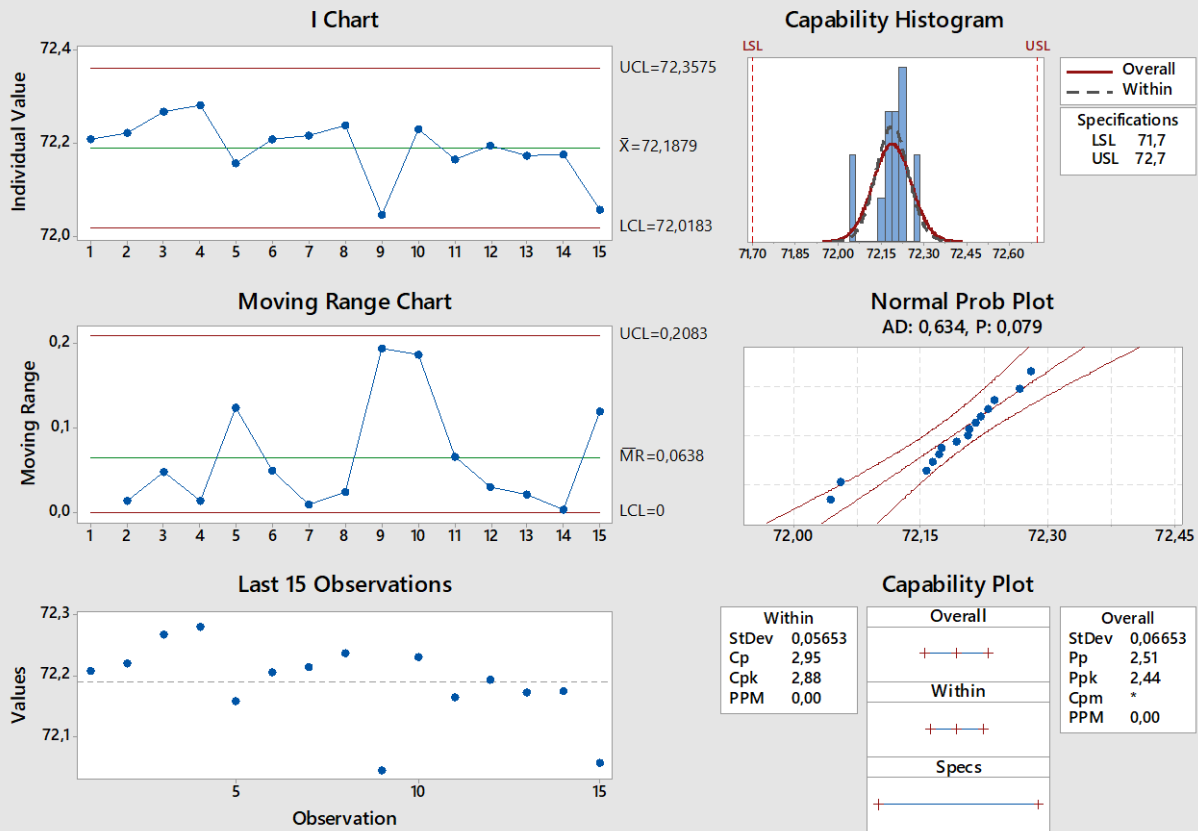 I Chart
Individual Value
72,4
72,2
72,0
1 2 3 4 5 6 7 8 9 10 11 12 13 14 15
UCL=72,3575
X̅=72,1879
LCL=72,0183
Capability Histogram
LSL USL
71,70 71,85 72,00 72,15 72,30 72,45 72,60
Overall
Within
Specifications
LSL 71,7
USL 72,7
Moving Range Chart
Moving Range
0,2
0,1
0,0
1 2 3 4 5 6 7 8 9 10 11 12 13 14 15
UCL=0,2083
M̅R̅=0,0638
LCL=0
Normal Prob Plot
AD: 0,634, P: 0,079
72,00 72,15 72,30 72,45
Last 15 Observations
Values
72,3
72,2
72,1
5 10 15
Observation
Capability Plot
Within
StDev 0,05653
Cp 2,95
Cpk 2,88
PPM 0,00
Overall
Within
Specs
Overall
StDev 0,06653
Pp 2,51
Ppk 2,44
Cpm *
PPM 0,00